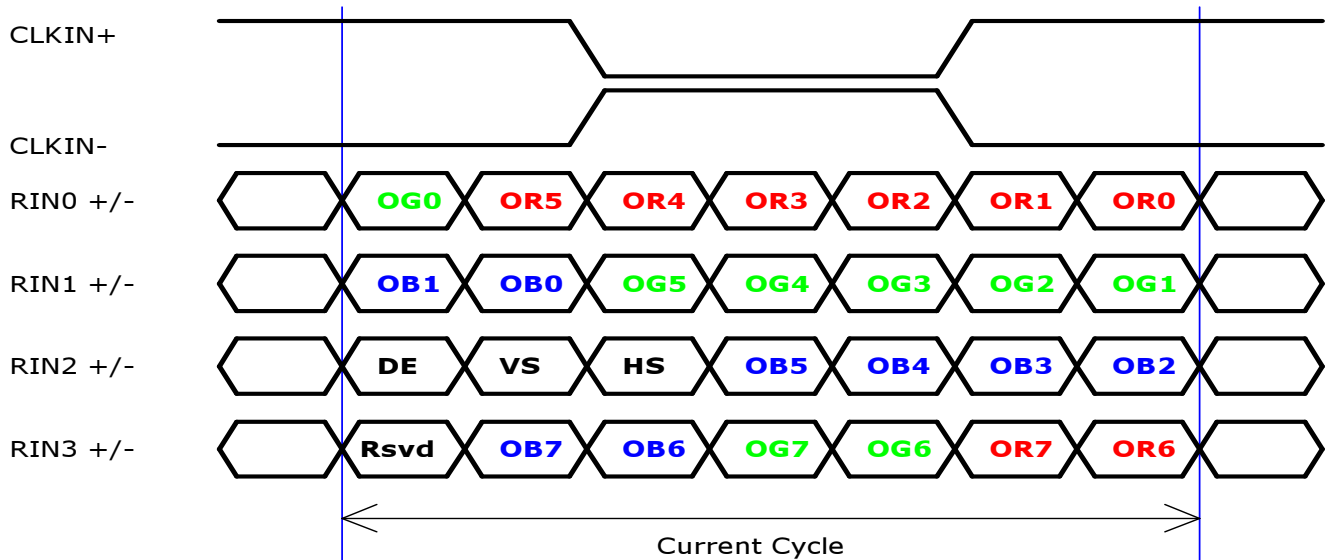 CLKIN+
CLKIN-
RIN0 +/- OG0 OR5 OR4 OR3 OR2 OR1 OR0
RIN1 +/- OB1 OB0 OG5 OG4 OG3 OG2 OG1
RIN2 +/- DE VS HS OB5 OB4 OB3 OB2
RIN3 +/- Rsvd OB7 OB6 OG7 OG6 OR7 OR6
Current Cycle